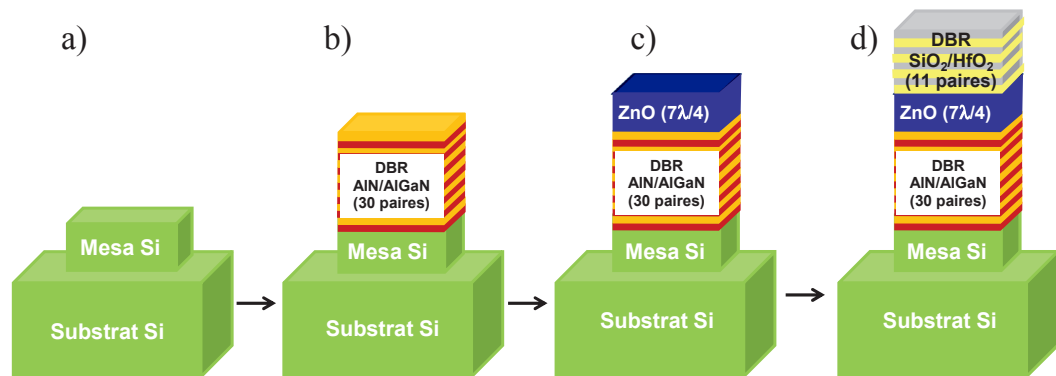 a)
Mesa Si
Substrat Si
b)
DBR
AlN/AlGaN
(30 paires)
Mesa Si
Substrat Si
c)
ZnO (7λ/4)
DBR
AlN/AlGaN
(30 paires)
Mesa Si
Substrat Si
d)
DBR
SiO₂/HfO₂
(11 paires)
ZnO (7λ/4)
DBR
AlN/AlGaN
(30 paires)
Mesa Si
Substrat Si